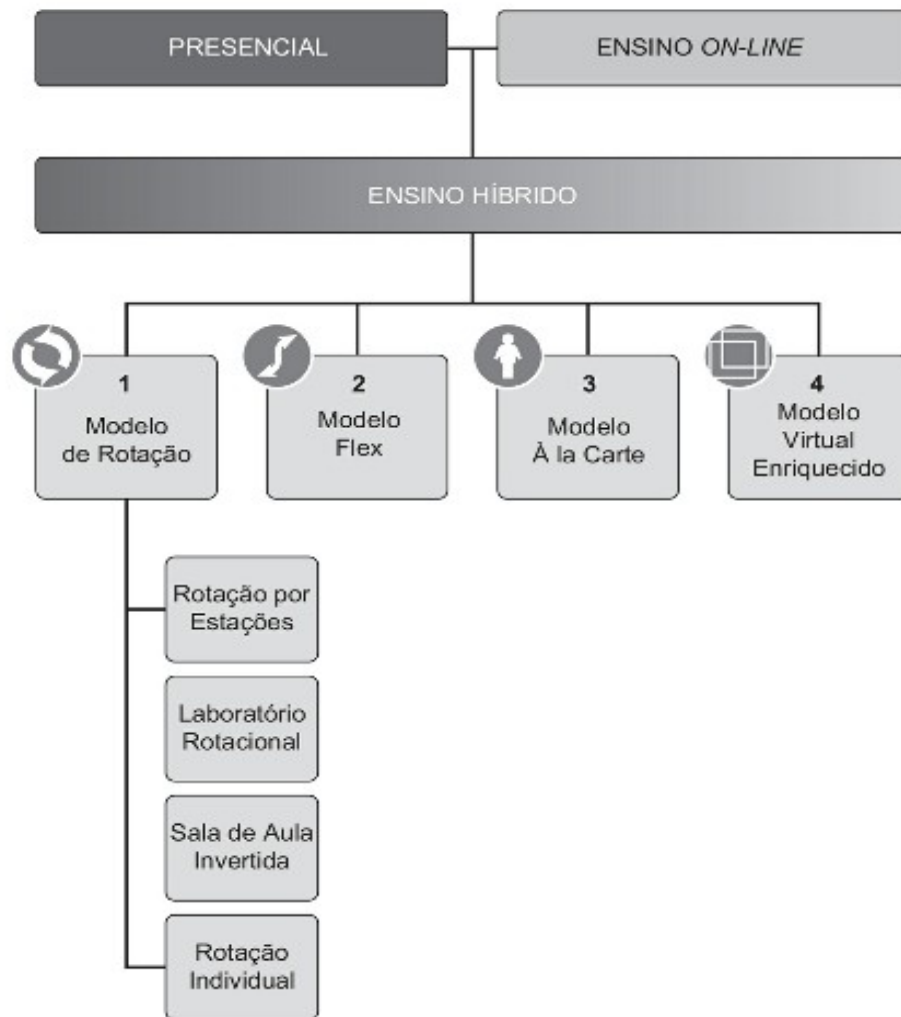 PRESENCIAL
ENSINO ON-LINE
ENSINO HÍBRIDO
1
Modelo
de Rotação
2
Modelo
Flex
3
Modelo
À la Carte
4
Modelo
Virtual
Enriquecido
Rotação por
Estações
Laboratório
Rotacional
Sala de Aula
Invertida
Rotação
Individual